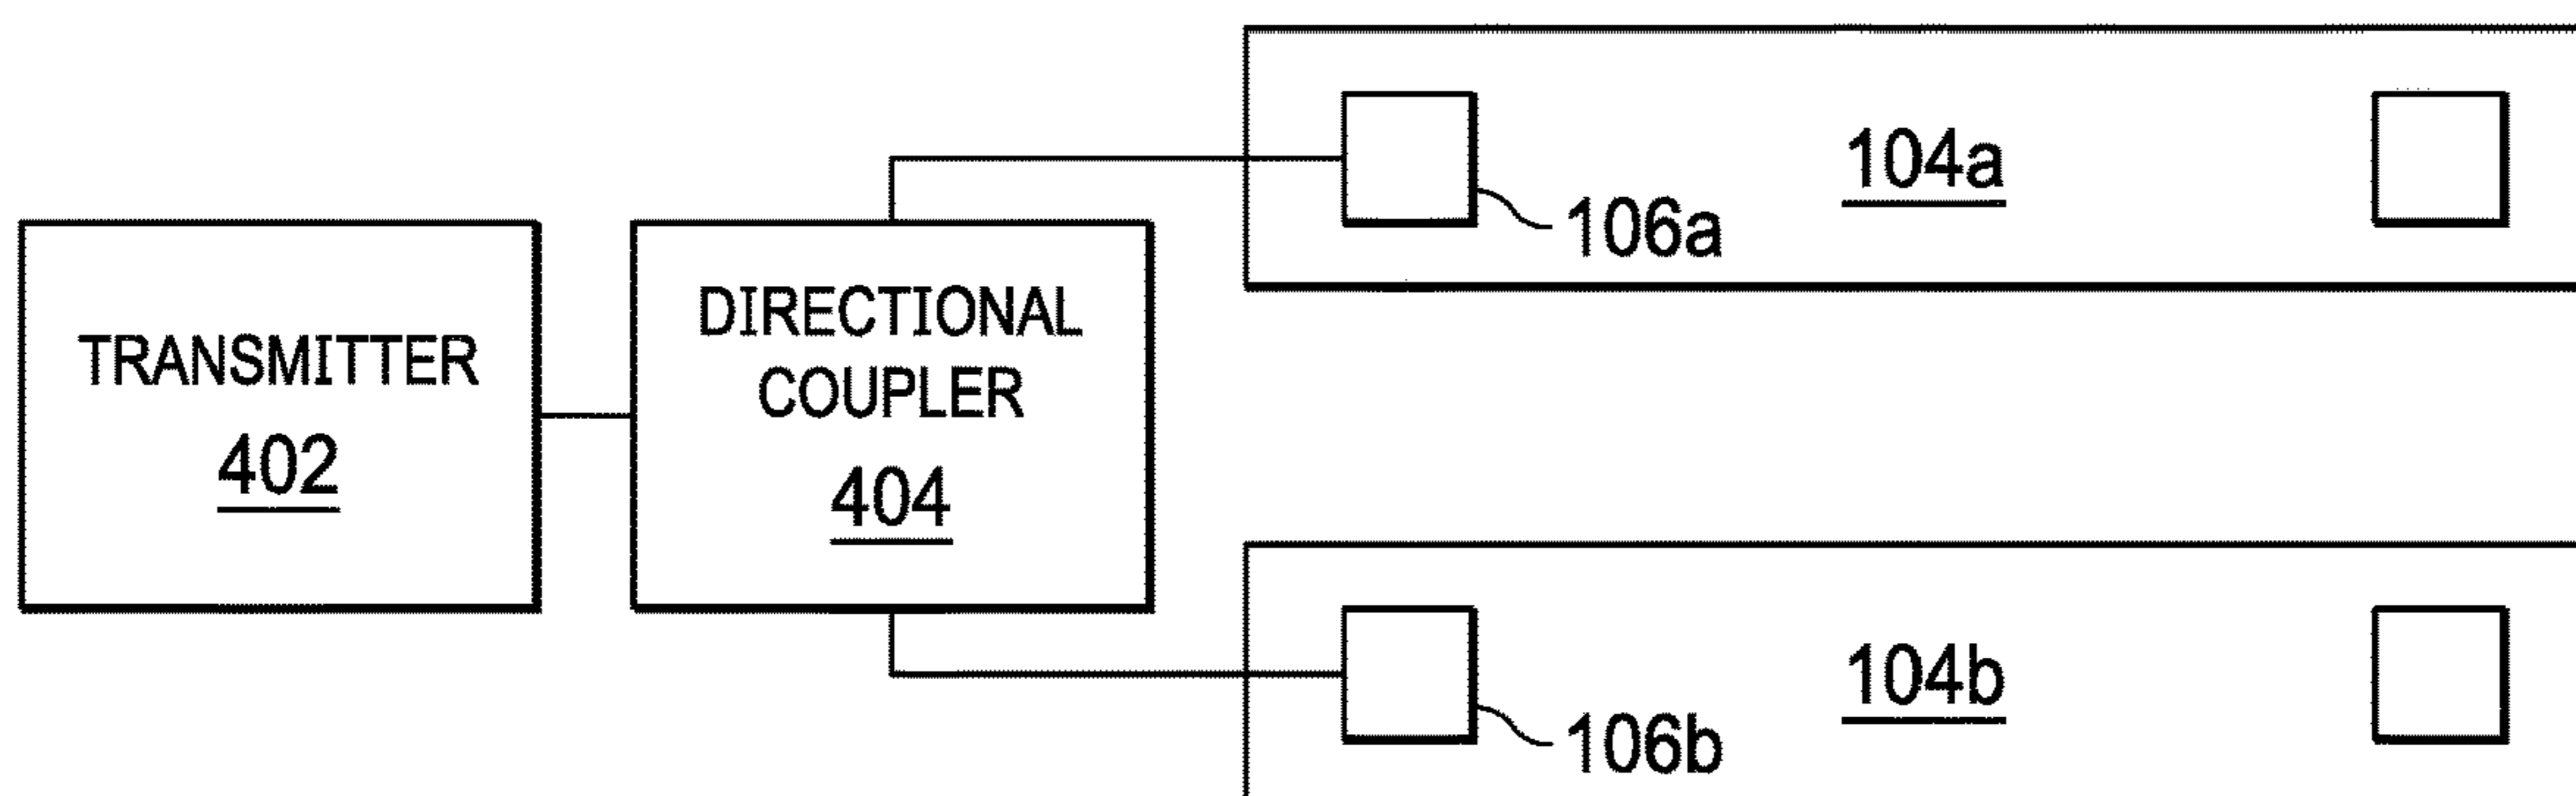 TRANSMITTER
402
DIRECTIONAL
COUPLER
404
106a
104a
106b
104b